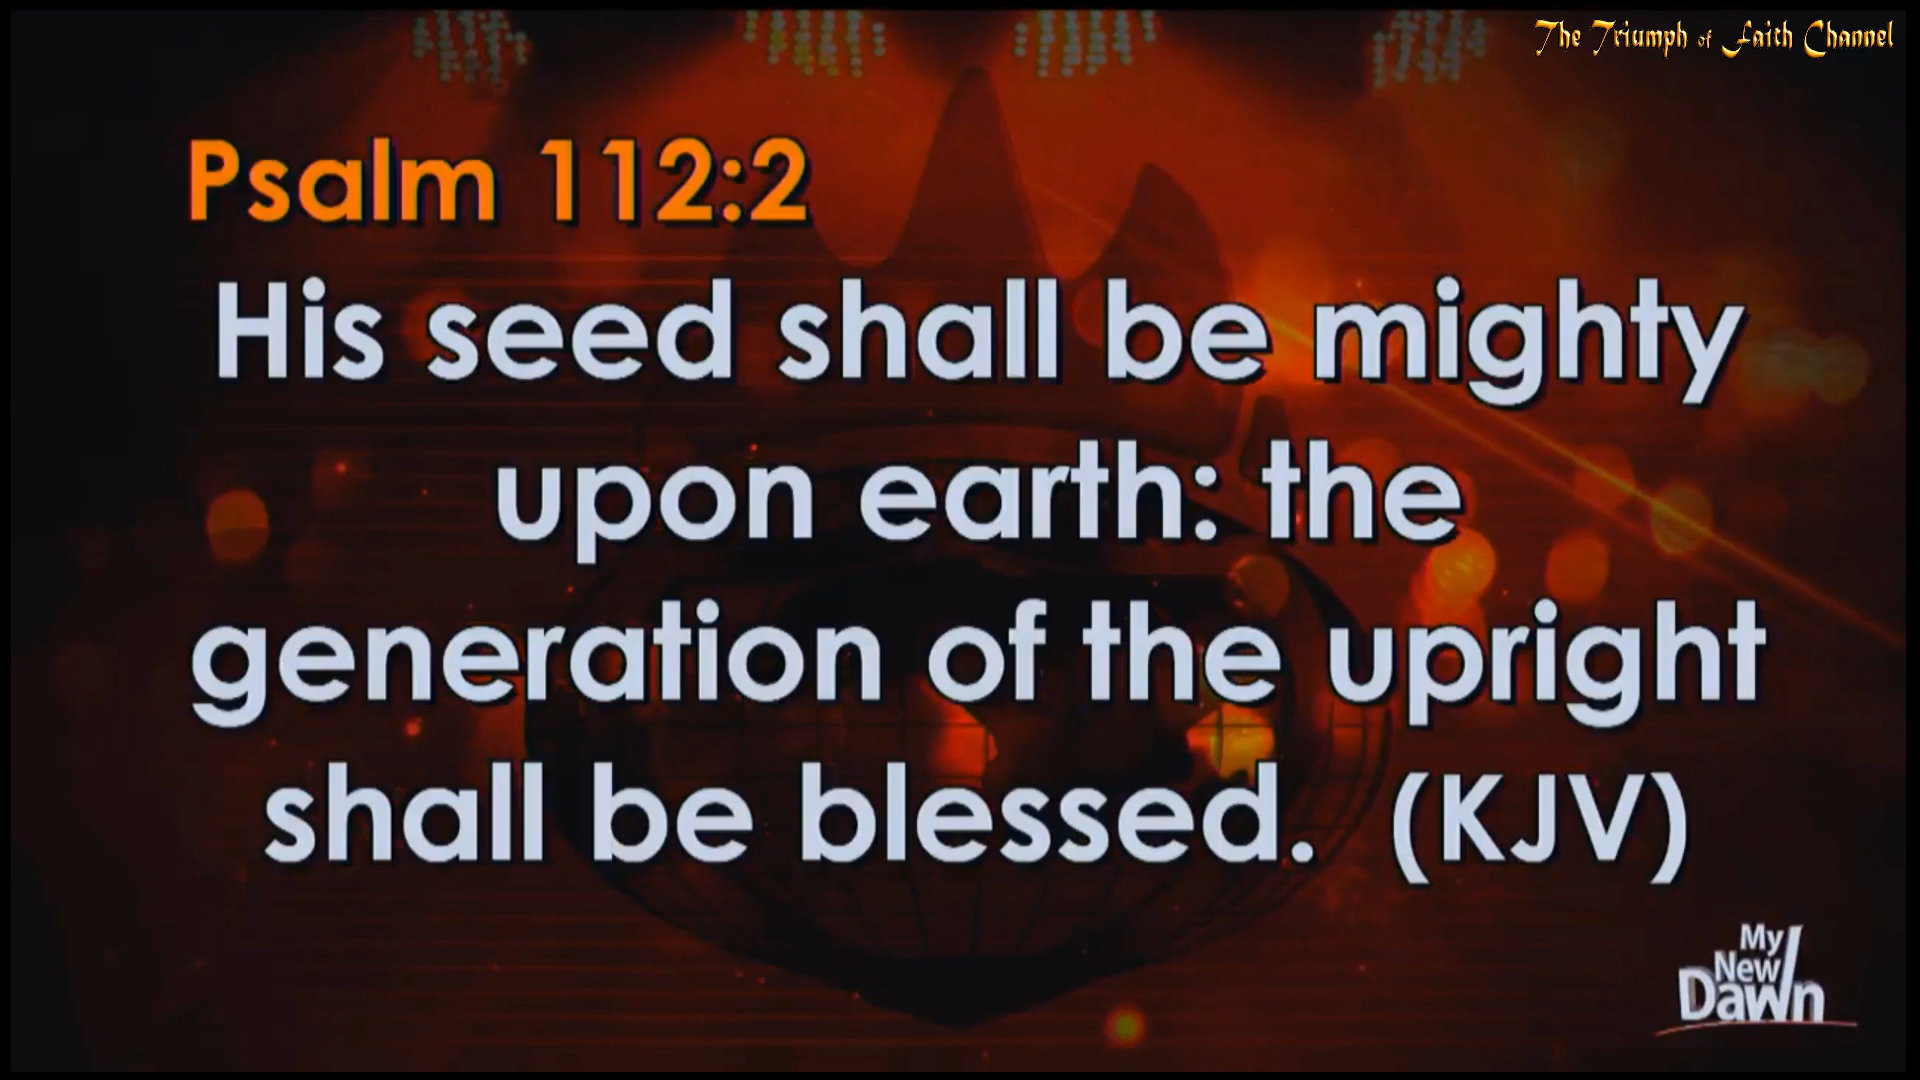 The Triumph of Faith Channel
Psalm 112:2
His seed shall be mighty
upon earth: the
generation of the upright
shall be blessed. (KJV)
My
New
Dawn